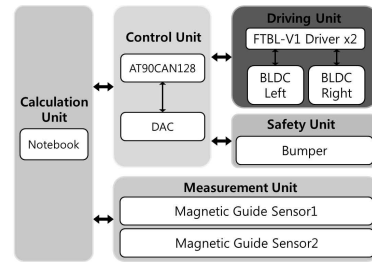 Calculation
Unit
Notebook
Control Unit
AT90CAN128
DAC
Driving Unit
FTBL-V1 Driver x2
BLDC
Left
BLDC
Right
Safety Unit
Bumper
Measurement Unit
Magnetic Guide Sensor1
Magnetic Guide Sensor2